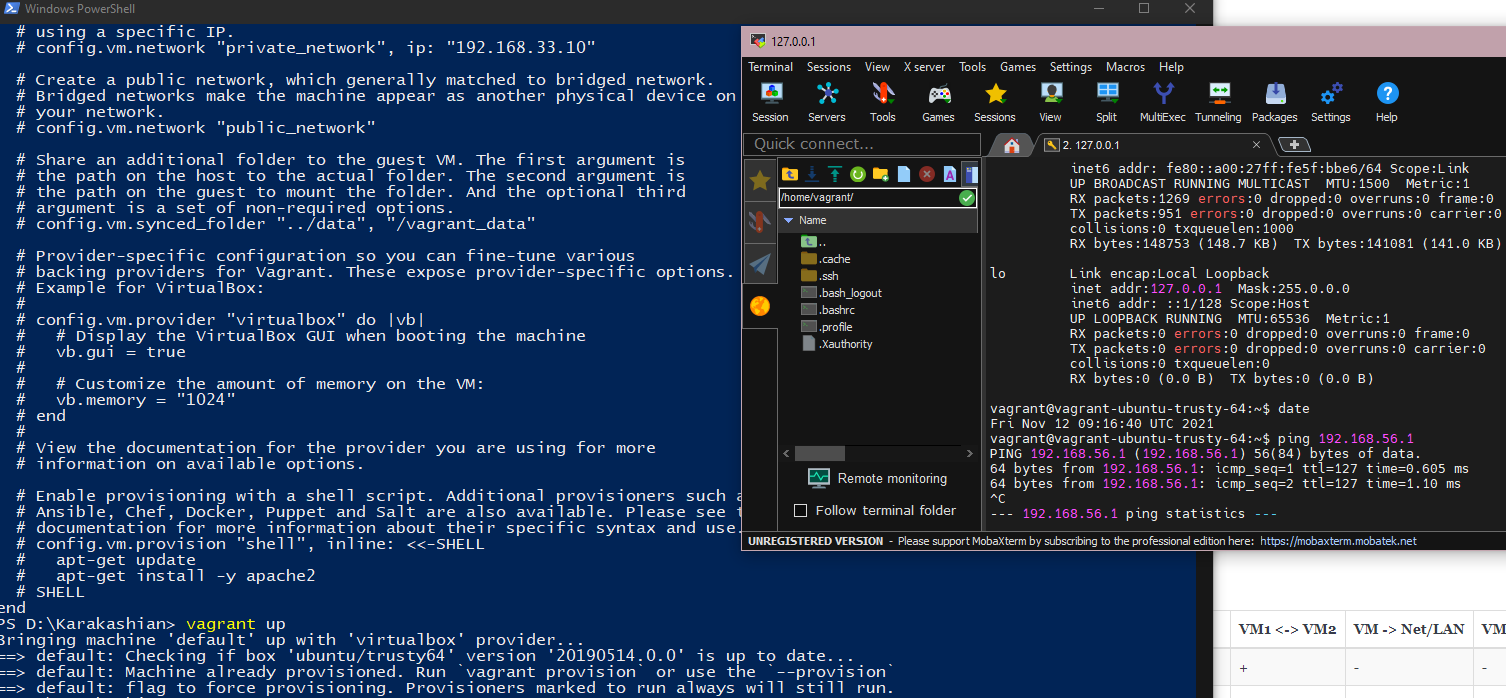 Windows PowerShell
# using a specific IP.
# config.vm.network "private_network", ip: "192.168.33.10"
# Create a public network, which generally matched to bridged network.
# Bridged networks make the machine appear as another physical device on
# your network.
# config.vm.network "public_network"
# Share an additional folder to the guest VM. The first argument is
# the path on the host to the actual folder. The second argument is
# the path on the guest to mount the folder. And the optional third
# argument is a set of non-required options.
# config.vm.synced_folder "../data", "/vagrant_data"
# Provider-specific configuration so you can fine-tune various
# backing providers for Vagrant. These expose provider-specific options.
# Example for VirtualBox:
#
# config.vm.provider "virtualbox" do |vb|
#   # Display the VirtualBox GUI when booting the machine
#   vb.gui = true
#
#   # Customize the amount of memory on the VM:
#   vb.memory = "1024"
# end
#
# View the documentation for the provider you are using for more
# information on available options.
# Enable provisioning with a shell script. Additional provisioners such
# Ansible, Chef, Docker, Puppet and Salt are also available. Please see
# documentation for more information about their specific syntax and use.
# config.vm.provision "shell", inline: <<-SHELL
#   apt-get update
#   apt-get install -y apache2
# SHELL
end
PS D:\Karakashian> vagrant up
Bringing machine 'default' up with 'virtualbox' provider...
==> default: Checking if box 'ubuntu/trusty64' version '20190514.0.0' is up to date...
==> default: Machine already provisioned. Run `vagrant provision` or use the `--provision`
==> default: flag to force provisioning. Provisioners marked to run always will still run.
127.0.0.1
Terminal Sessions View X server Tools Games Settings Macros Help
Session Servers Tools Games Sessions View Split MultiExec Tunneling Packages Settings Help
Quick connect...
2. 127.0.0.1
/home/vagrant/
Name
..
.cache
.ssh
.bash_logout
.bashrc
.profile
.Xauthority
Remote monitoring
Follow terminal folder
inet6 addr: fe80::a00:27ff:fe5f:bbe6/64 Scope:Link
UP BROADCAST RUNNING MULTICAST  MTU:1500  Metric:1
RX packets:1269 errors:0 dropped:0 overruns:0 frame:0
TX packets:951 errors:0 dropped:0 overruns:0 carrier:0
collisions:0 txqueuelen:1000
RX bytes:148753 (148.7 KB)  TX bytes:141081 (141.0 KB)
lo        Link encap:Local Loopback
inet addr:127.0.0.1  Mask:255.0.0.0
inet6 addr: ::1/128 Scope:Host
UP LOOPBACK RUNNING  MTU:65536  Metric:1
RX packets:0 errors:0 dropped:0 overruns:0 frame:0
TX packets:0 errors:0 dropped:0 overruns:0 carrier:0
collisions:0 txqueuelen:0
RX bytes:0 (0.0 B)  TX bytes:0 (0.0 B)
vagrant@vagrant-ubuntu-trusty-64:~$ date
Fri Nov 12 09:16:40 UTC 2021
vagrant@vagrant-ubuntu-trusty-64:~$ ping 192.168.56.1
PING 192.168.56.1 (192.168.56.1) 56(84) bytes of data.
64 bytes from 192.168.56.1: icmp_seq=1 ttl=127 time=0.605 ms
64 bytes from 192.168.56.1: icmp_seq=2 ttl=127 time=1.10 ms
^C
--- 192.168.56.1 ping statistics ---
UNREGISTERED VERSION - Please support MobaXterm by subscribing to the professional edition here: https://mobaxterm.mobatek.net
VM1 <-> VM2 VM -> Net/LAN VM
+ - -